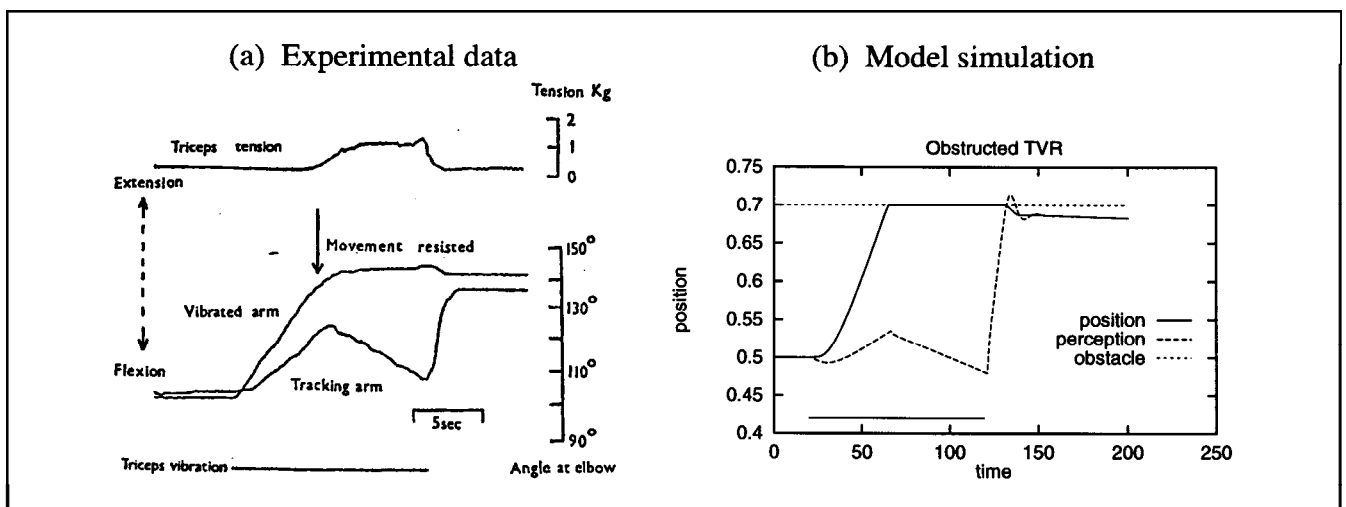 (a) Experimental data
Tension Kg
2
1
0
Triceps tension
Extension
Movement resisted
150°
130°
110°
90°
Vibrated arm
Flexion
Tracking arm
5sec
Triceps vibration
Angle at elbow
(b) Model simulation
Obstructed TVR
0.75
0.7
0.65
0.6
0.55
0.5
0.45
0.4
position
position
perception
obstacle
0
50
100
150
200
250
time